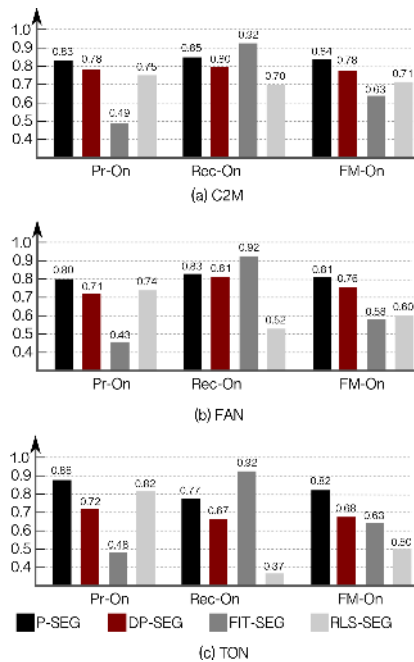 1.0
0.9
0.8
0.7
0.6
0.5
0.4
0.83 0.78 0.49 0.75 0.85 0.80 0.92 0.70 0.84 0.78 0.63 0.71
Pr-On Rec-On FM-On
(a) C2M
1.0
0.9
0.8
0.7
0.6
0.5
0.4
0.80 0.71 0.43 0.74 0.83 0.81 0.92 0.52 0.81 0.76 0.58 0.60
Pr-On Rec-On FM-On
(b) FAN
1.0
0.9
0.8
0.7
0.6
0.5
0.4
0.88 0.72 0.48 0.82 0.77 0.67 0.92 0.37 0.82 0.68 0.63 0.50
Pr-On Rec-On FM-On
P-SEG DP-SEG FIT-SEG RLS-SEG
(c) TON